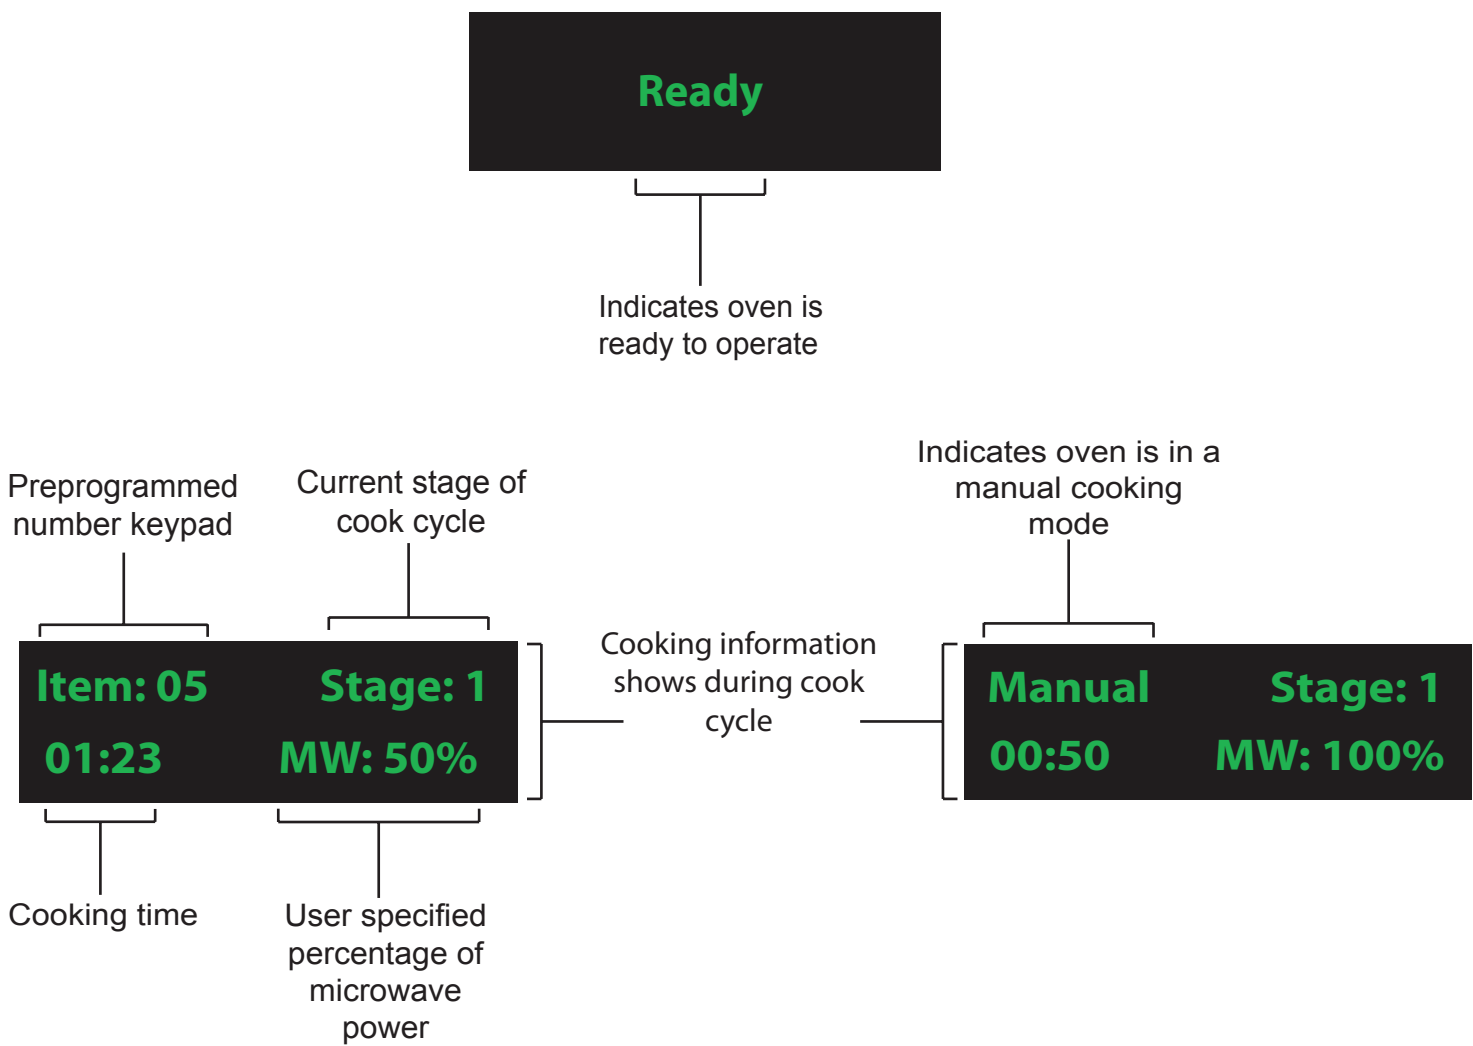 Ready
Indicates oven is
ready to operate
Preprogrammed
number keypad
Current stage of
cook cycle
Indicates oven is in a
manual cooking
mode
Item: 05 Stage: 1
01:23 MW: 50%
Cooking information
shows during cook
cycle
Manual Stage: 1
00:50 MW: 100%
Cooking time
User specified
percentage of
microwave
power